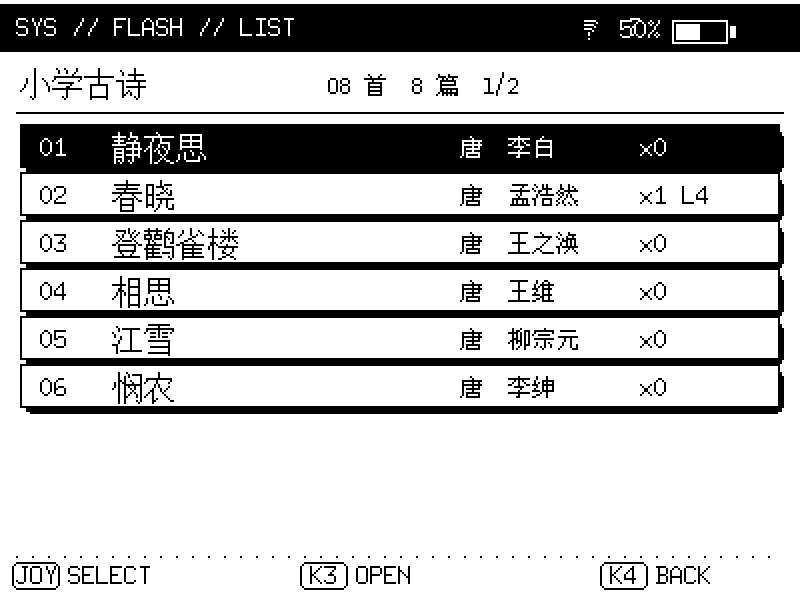 SYS // FLASH // LIST 50%
小学古诗 08 首 8 篇 1/2
01 静夜思 唐 李白 x0
02 春晓 唐 孟浩然 x1 L4
03 登鹳雀楼 唐 王之涣 x0
04 相思 唐 王维 x0
05 江雪 唐 柳宗元 x0
06 悯农 唐 李绅 x0
JOY SELECT K3 OPEN K4 BACK